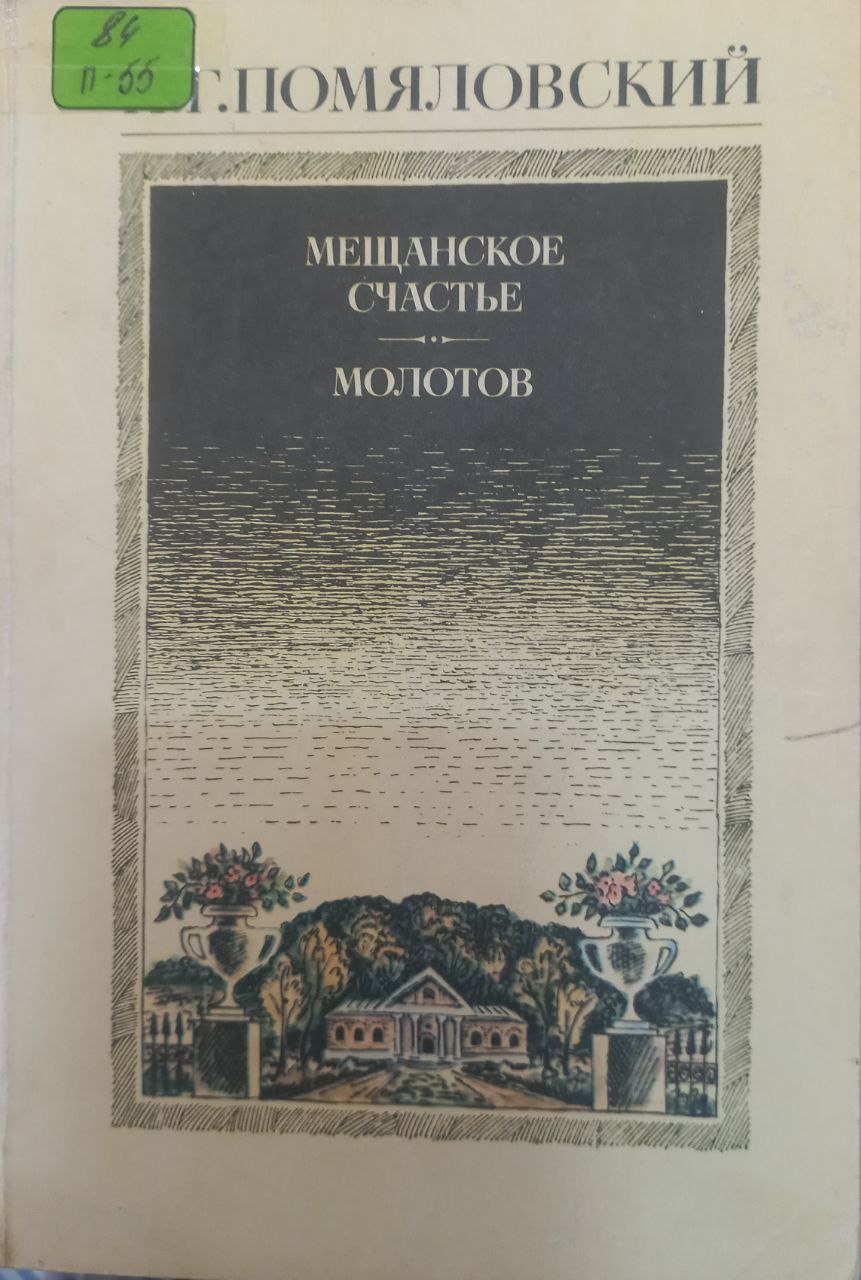 84
П-55
Г.ПОМЯЛОВСКИЙ
МЕЩАНСКОЕ
СЧАСТЬЕ
МОЛОТОВ